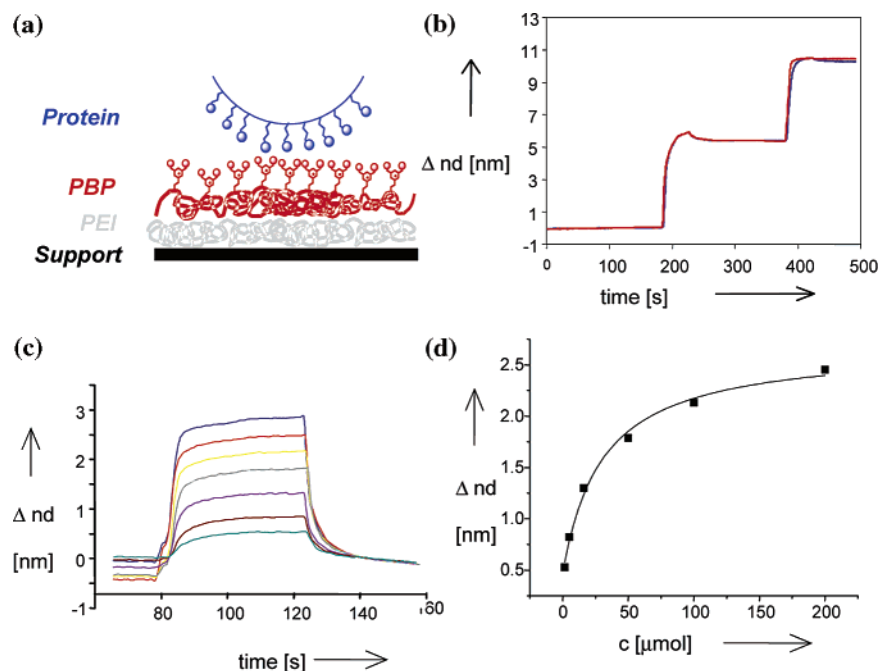 (a)
Protein
PBP
PEI
Support
(b)
13
11
9
7
5
3
1
-1
Δ nd [nm]
0 100 200 300 400 500
time [s]
(c)
3
2
1
0
-1
Δ nd
[nm]
80 100 120 140 160
time [s]
(d)
2.5
2.0
1.5
1.0
0.5
Δ nd
[nm]
0 50 100 150 200
c [μmol]